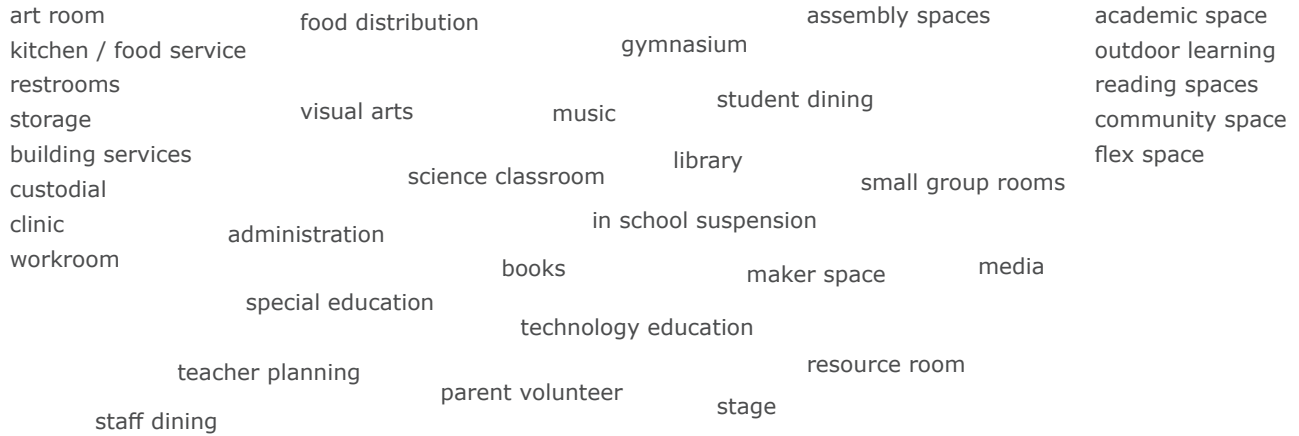 art room
kitchen / food service
restrooms
storage
building services
custodial
clinic
workroom
food distribution
visual arts
administration
special education
teacher planning
staff dining
gymnasium
music
student dining
library
science classroom
in school suspension
books
maker space
technology education
parent volunteer
stage
resource room
assembly spaces
small group rooms
media
academic space
outdoor learning
reading spaces
community space
flex space